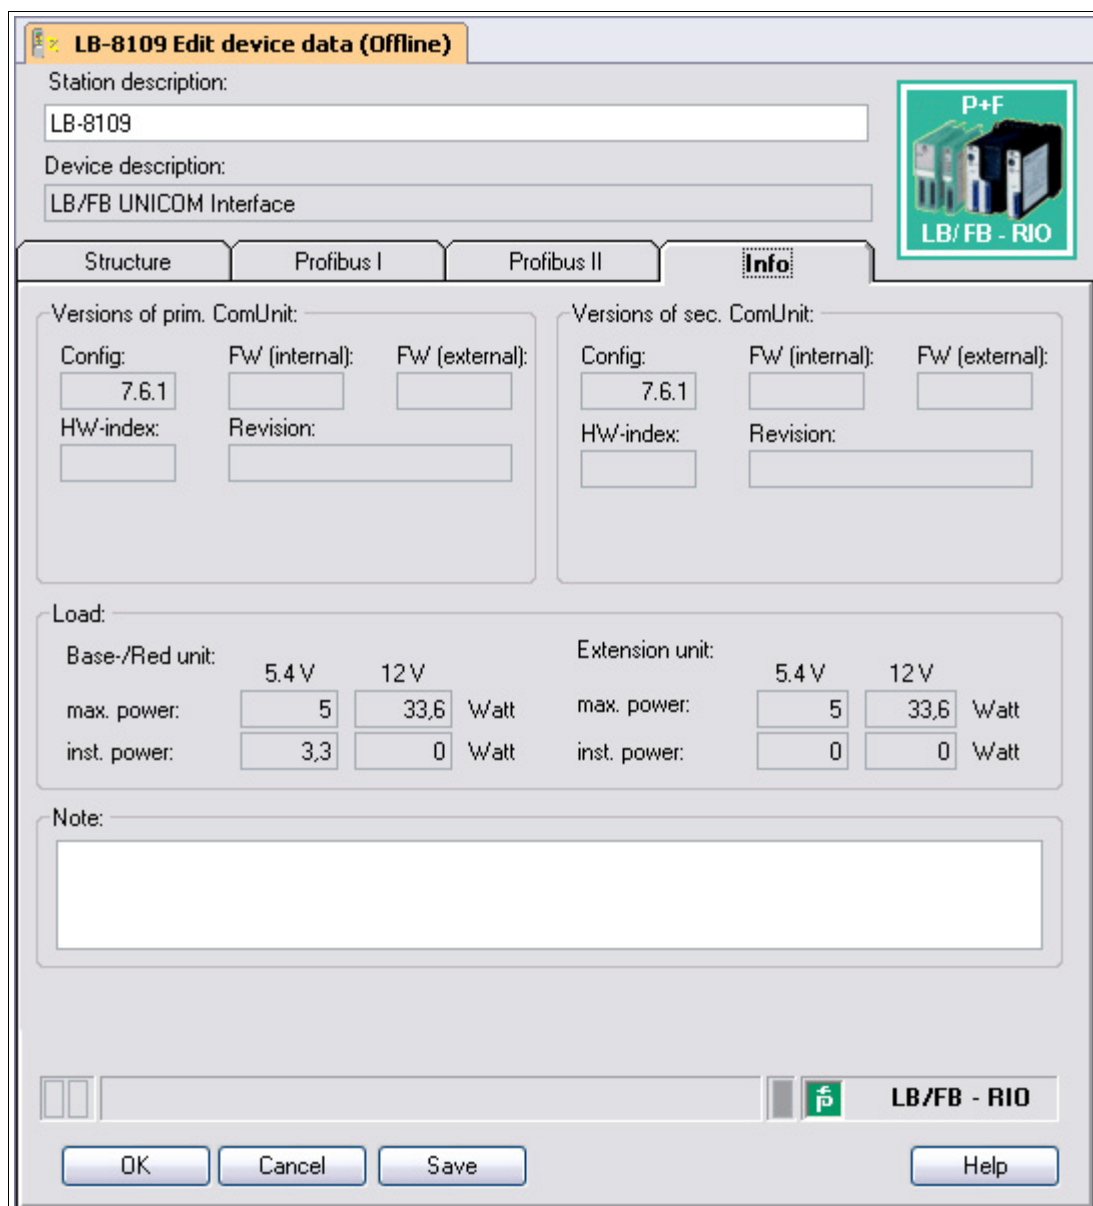 LB-8109 Edit device data (Offline)
Station description:
LB-8109
P+F
Device description:
LB/FB UNICOM Interface
LB/FB - RIO
Structure Profibus I Profibus II Info
Versions of prim. ComUnit: Versions of sec. ComUnit:
Config: FW (internal): FW (external): Config: FW (internal): FW (external):
7.6.1 7.6.1
HW-index: Revision: HW-index: Revision:
Load:
Base-/Red unit: Extension unit:
5.4 V 12 V 5.4 V 12 V
max. power: 5 33,6 Watt max. power: 5 33,6 Watt
inst. power: 3,3 0 Watt inst. power: 0 0 Watt
Note:
LB/FB - RIO
OK Cancel Save Help